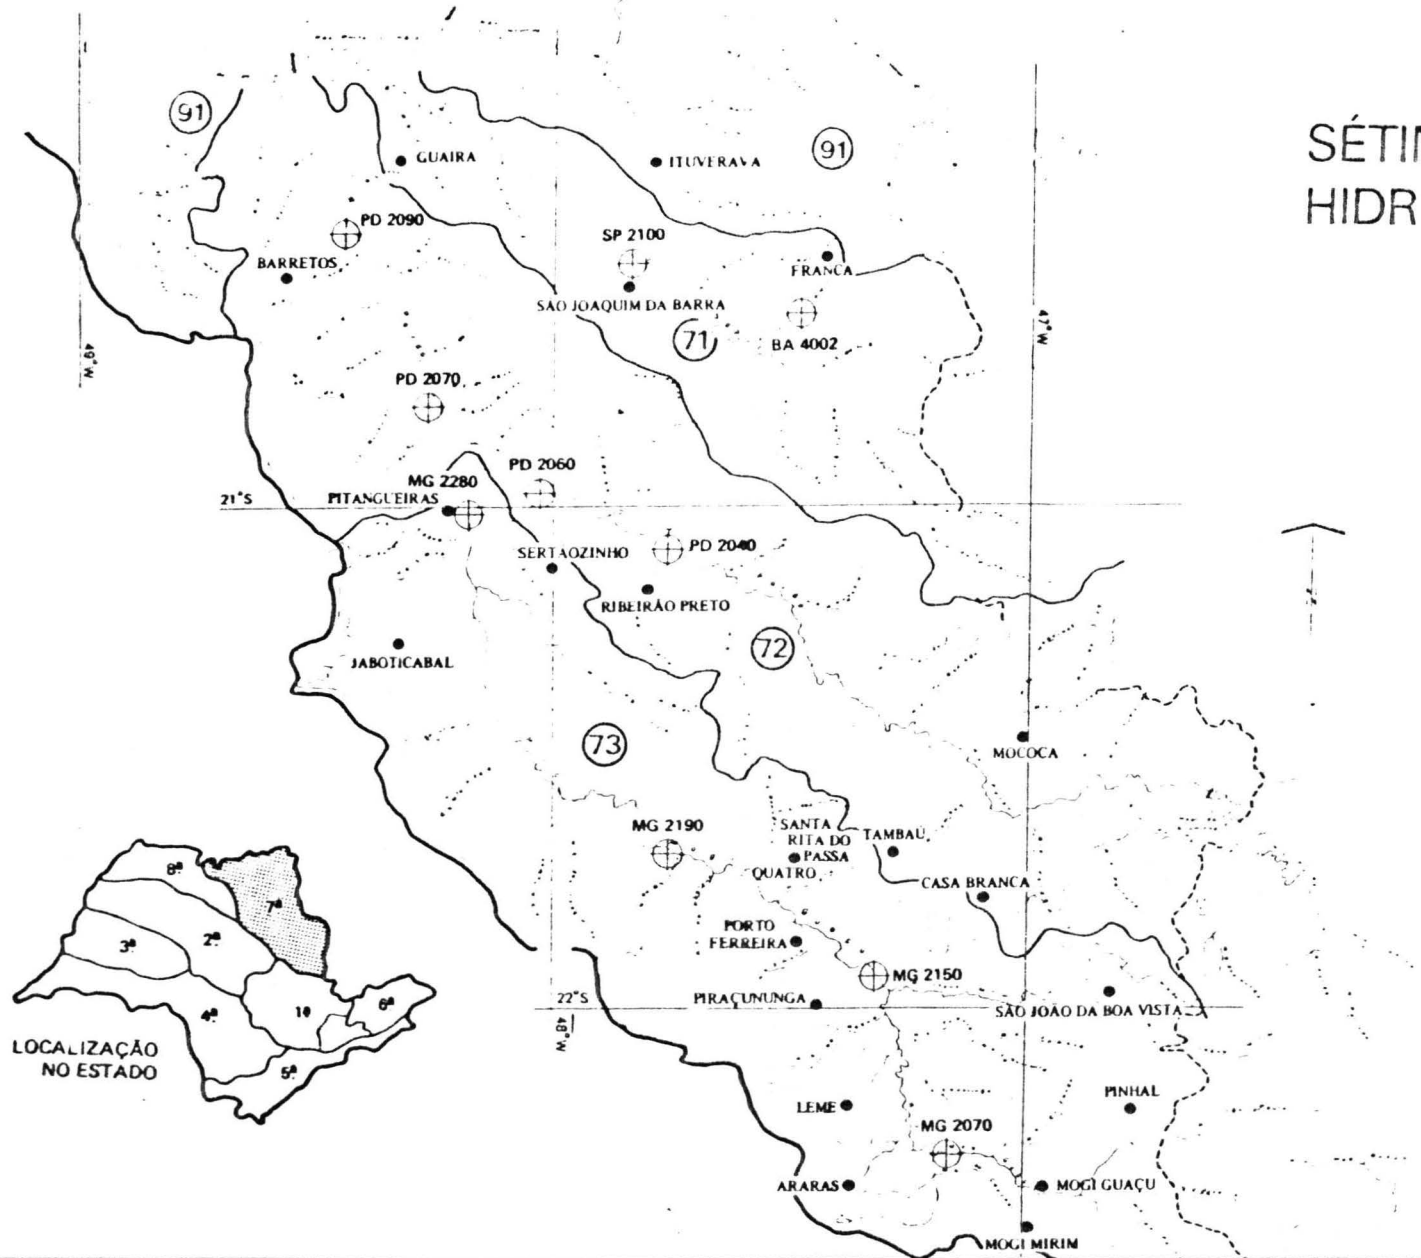 SÉTI
HIDR
91
91
GUAIRA
ITUVERAVA
PD 2090
SP 2100
BARRETOS
FRANCA
SÃO JOAQUIM DA BARRA
71
BA 4002
49°W
47°W
PD 2070
PD 2060
MG 2280
21°S
PITANGUEIRAS
PD 2040
SERTAOZINHO
RIBEIRÃO PRETO
72
JABOTICABAL
73
MOCOCA
MG 2190
SANTA
RITA DO
PASSA
QUATRO
TAMBAÚ
CASA BRANCA
PORTO
FERREIRA
MG 2150
PIRAÇUNUNGA
22°S
48°W
SÃO JOÃO DA BOA VISTA
LEME
PINHAL
MG 2070
ARARAS
MOGI GUAÇU
MOGI MIRIM
8ª
7ª
2ª
3ª
4ª
1ª
6ª
5ª
LOCALIZAÇÃO
NO ESTADO